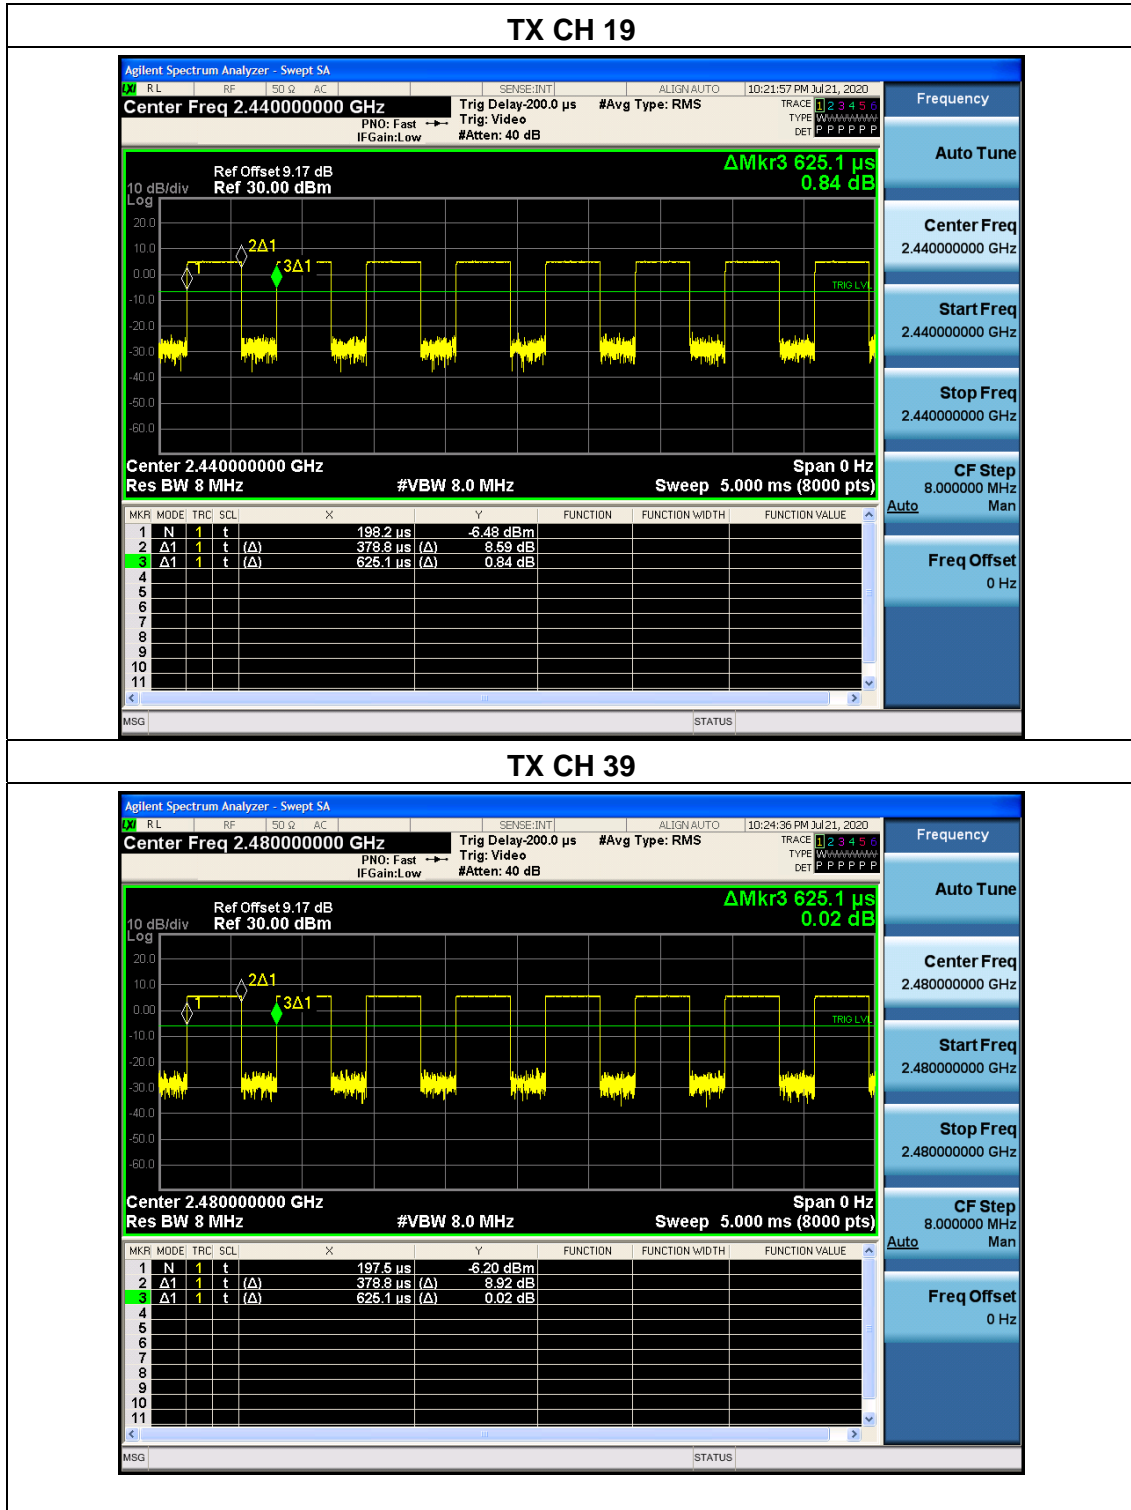 TX CH 19
Agilent Spectrum Analyzer - Swept SA
LXI RL RF 50 Ω AC SENSE:INT ALIGN AUTO 10:21:57 PM Jul 21, 2020
Center Freq 2.440000000 GHz Trig Delay-200.0 µs #Avg Type: RMS TRACE 1 2 3 4 5 6
PNO: Fast Trig: Video TYPE WWWWWW
IFGain:Low #Atten: 40 dB DET P P P P P P
Frequency
Auto Tune
Center Freq
2.440000000 GHz
Start Freq
2.440000000 GHz
Stop Freq
2.440000000 GHz
CF Step
8.000000 MHz
Auto Man
Freq Offset
0 Hz
ΔMkr3 625.1 µs
0.84 dB
Ref Offset 9.17 dB
10 dB/div Ref 30.00 dBm
Log
20.0
10.0
0.00
-10.0
-20.0
-30.0
-40.0
-50.0
-60.0
1
2Δ1
3Δ1
TRIG LVL
Center 2.440000000 GHz Span 0 Hz
Res BW 8 MHz #VBW 8.0 MHz Sweep 5.000 ms (8000 pts)
MKR MODE TRC SCL X Y FUNCTION FUNCTION WIDTH FUNCTION VALUE
1 N 1 t 198.2 µs -6.48 dBm
2 Δ1 1 t (Δ) 378.8 µs (Δ) 8.59 dB
3 Δ1 1 t (Δ) 625.1 µs (Δ) 0.84 dB
4
5
6
7
8
9
10
11
MSG STATUS
TX CH 39
Agilent Spectrum Analyzer - Swept SA
LXI RL RF 50 Ω AC SENSE:INT ALIGN AUTO 10:24:36 PM Jul 21, 2020
Center Freq 2.480000000 GHz Trig Delay-200.0 µs #Avg Type: RMS TRACE 1 2 3 4 5 6
PNO: Fast Trig: Video TYPE WWWWWW
IFGain:Low #Atten: 40 dB DET P P P P P P
Frequency
Auto Tune
Center Freq
2.480000000 GHz
Start Freq
2.480000000 GHz
Stop Freq
2.480000000 GHz
CF Step
8.000000 MHz
Auto Man
Freq Offset
0 Hz
ΔMkr3 625.1 µs
0.02 dB
Ref Offset 9.17 dB
10 dB/div Ref 30.00 dBm
Log
20.0
10.0
0.00
-10.0
-20.0
-30.0
-40.0
-50.0
-60.0
1
2Δ1
3Δ1
TRIG LVL
Center 2.480000000 GHz Span 0 Hz
Res BW 8 MHz #VBW 8.0 MHz Sweep 5.000 ms (8000 pts)
MKR MODE TRC SCL X Y FUNCTION FUNCTION WIDTH FUNCTION VALUE
1 N 1 t 197.5 µs -6.20 dBm
2 Δ1 1 t (Δ) 378.8 µs (Δ) 8.92 dB
3 Δ1 1 t (Δ) 625.1 µs (Δ) 0.02 dB
4
5
6
7
8
9
10
11
MSG STATUS